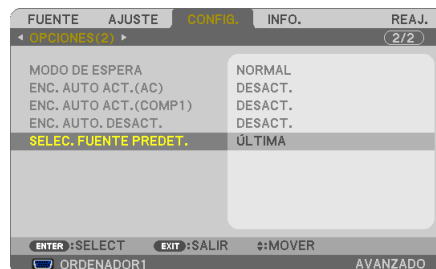 FUENTE AJUSTE CONFIG. INFO. REAJ.
OPCIONES(2) 2/2
MODO DE ESPERA NORMAL
ENC. AUTO ACT.(AC) DESACT.
ENC. AUTO ACT.(COMP1) DESACT.
ENC. AUTO. DESACT. DESACT.
SELEC. FUENTE PREDET. ÚLTIMA
ENTER :SELECT EXIT :SALIR :MOVER
ORDENADOR1 AVANZADO